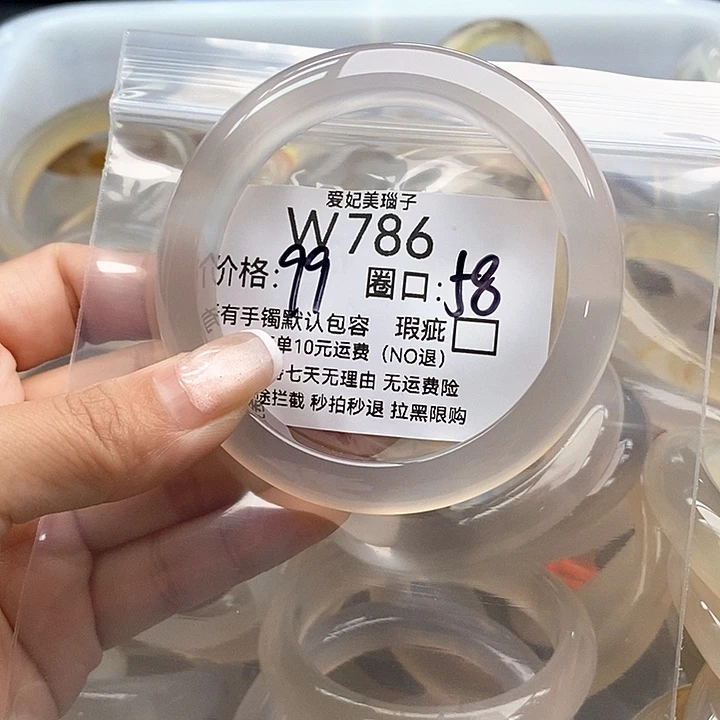 爱妃美瑙子
W786
价格:99 圈口:58
有手镯默认包容 瑕疵
单10元运费（NO退）
七天无理由 无运费险
途拦截 秒拍秒退 拉黑限购